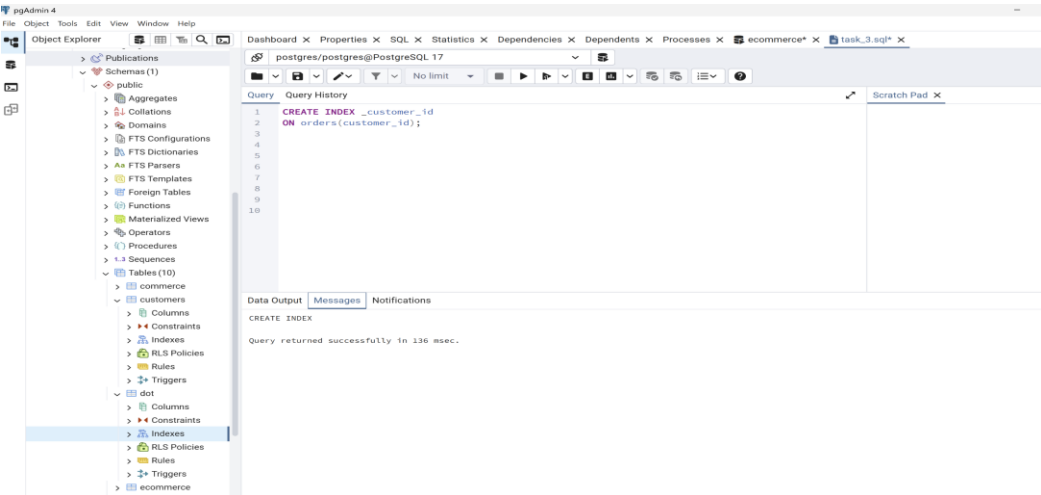 pgAdmin 4
File Object Tools Edit View Window Help
Object Explorer
Dashboard X Properties X SQL X Statistics X Dependencies X Dependents X Processes X ecommerce* X task_3.sql* X
Publications
Schemas (1)
public
Aggregates
Collations
Domains
FTS Configurations
FTS Dictionaries
Aa FTS Parsers
FTS Templates
Foreign Tables
Functions
Materialized Views
Operators
Procedures
1..3 Sequences
Tables (10)
commerce
customers
Columns
Constraints
Indexes
RLS Policies
Rules
Triggers
dot
Columns
Constraints
Indexes
RLS Policies
Rules
Triggers
ecommerce
postgres/postgres@PostgreSQL 17
No limit
Query Query History
Scratch Pad X
1 CREATE INDEX _customer_id
2 ON orders(customer_id);
3
4
5
6
7
8
9
10
Data Output Messages Notifications
CREATE INDEX
Query returned successfully in 136 msec.